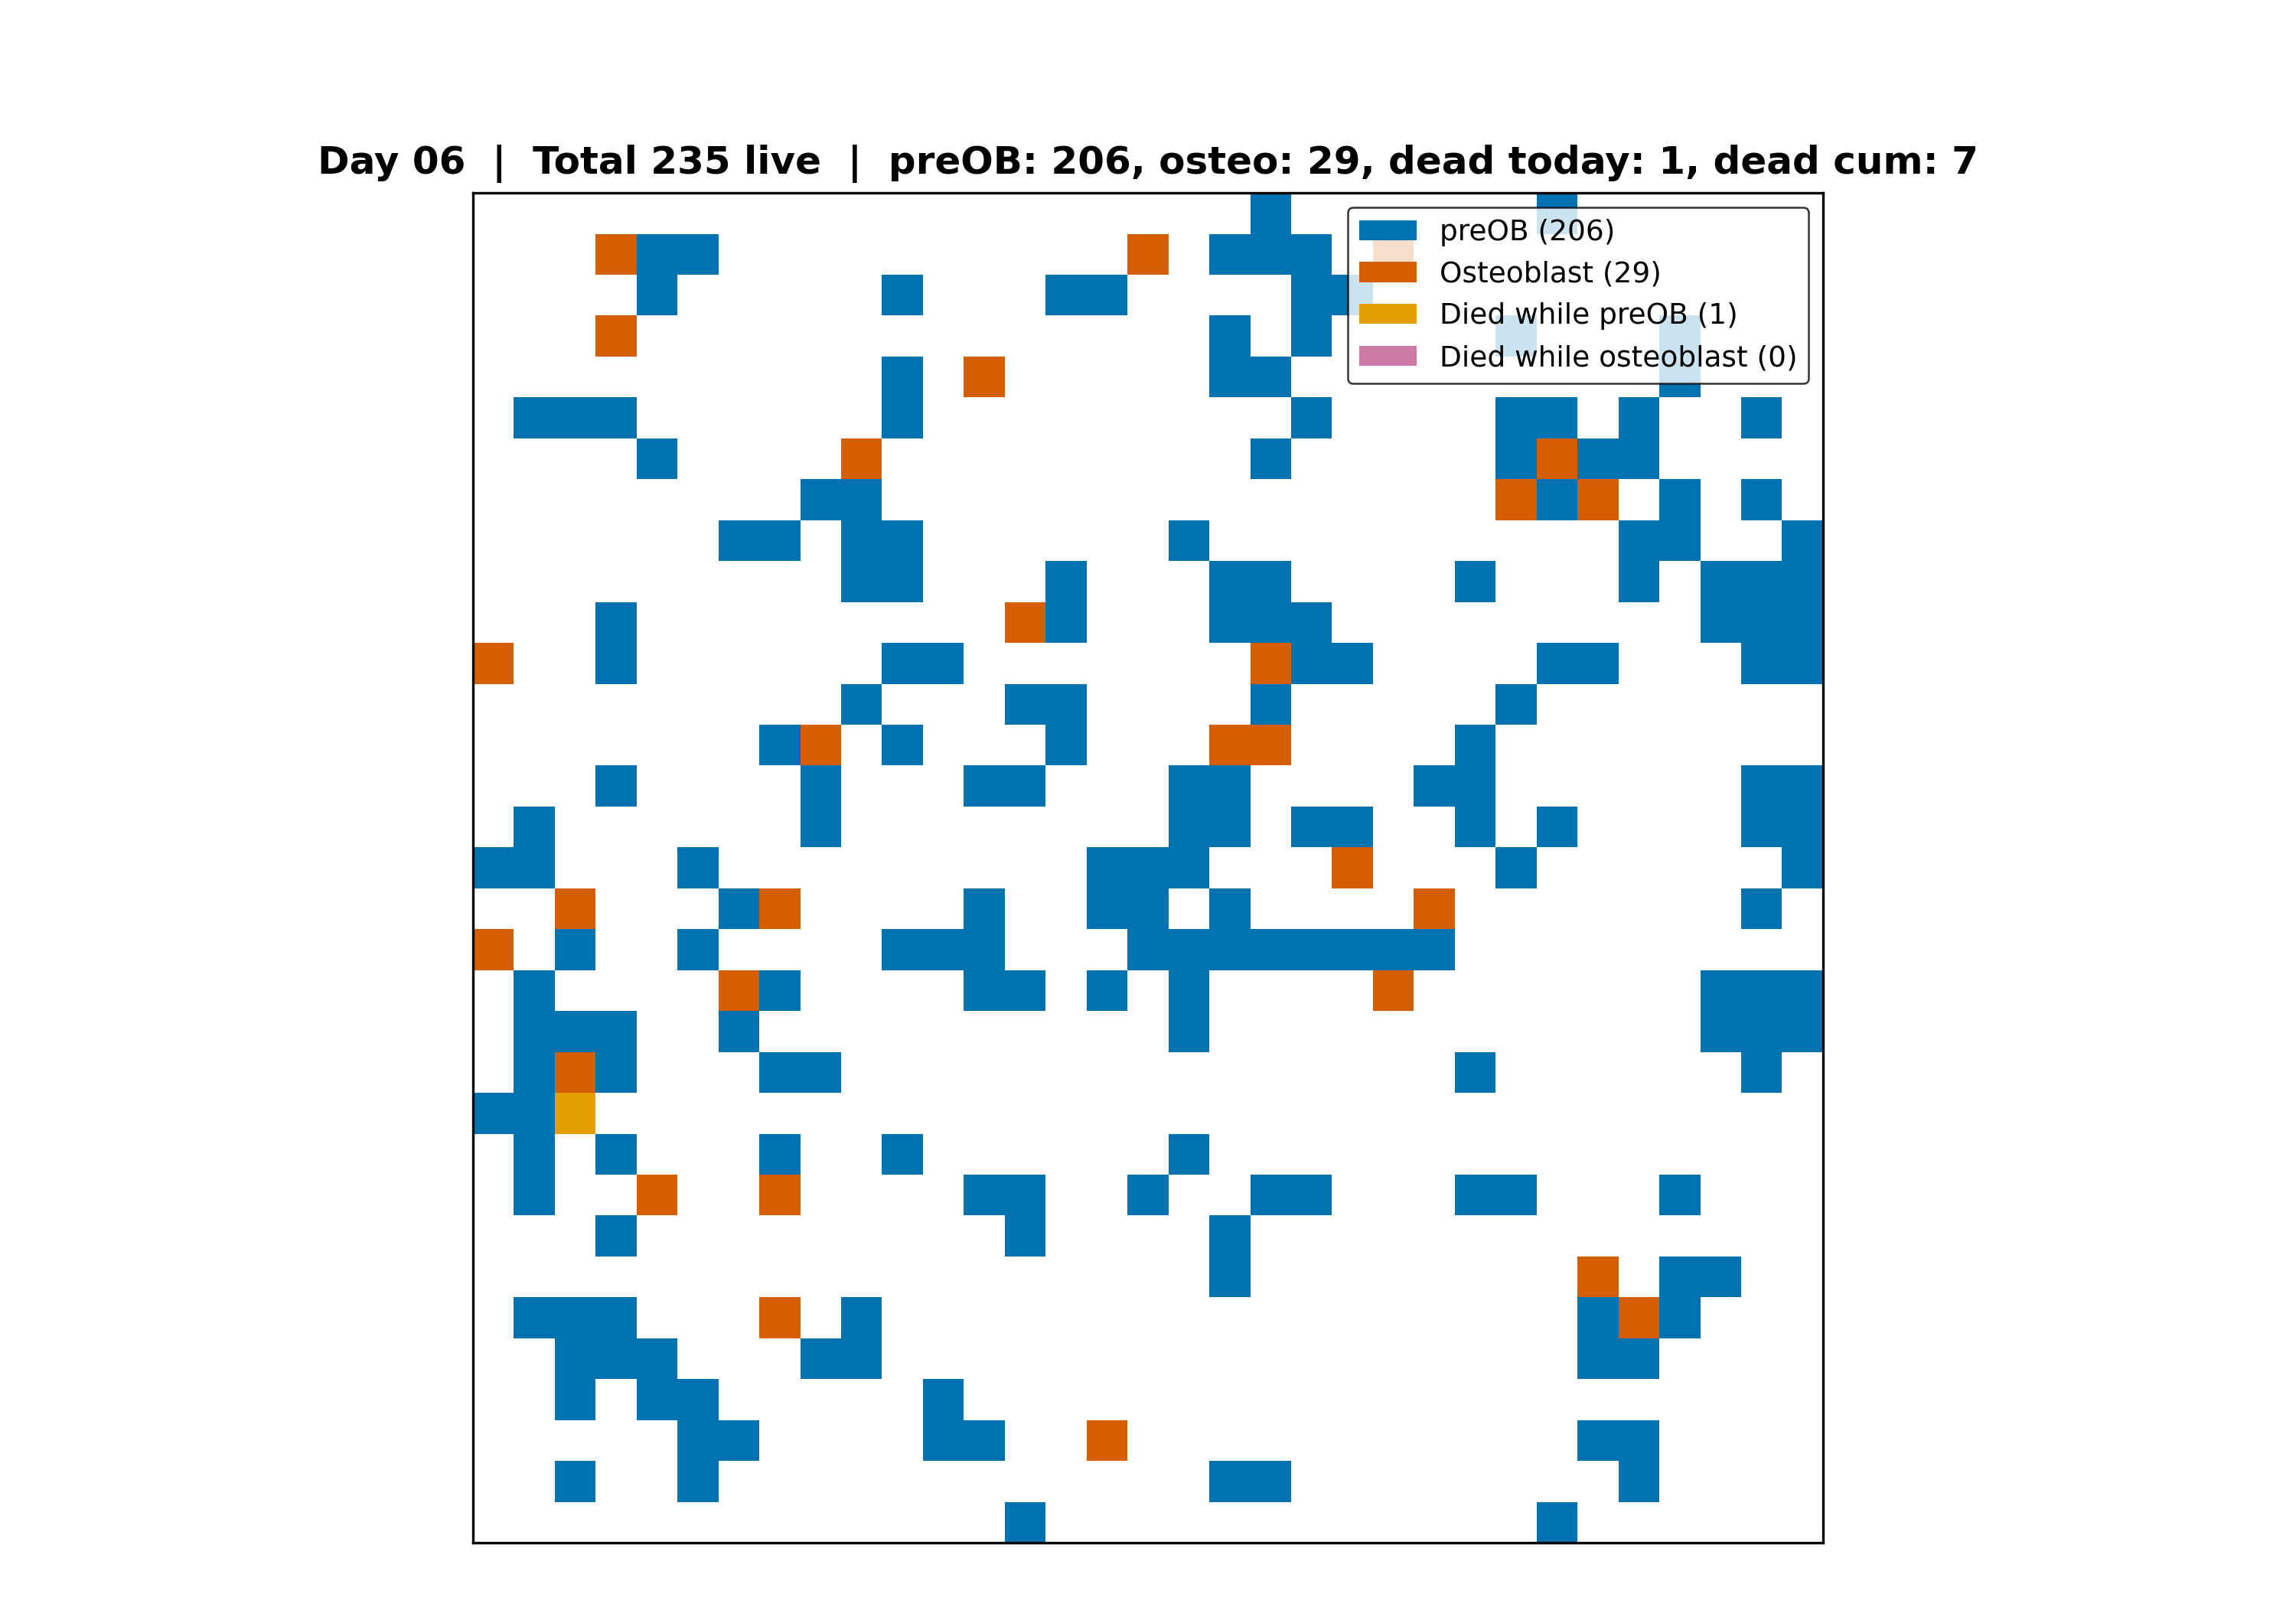 Day 06 | Total 235 live | preOB: 206, osteo: 29, dead today: 1, dead cum: 7
preOB (206)
Osteoblast (29)
Died while preOB (1)
Died while osteoblast (0)